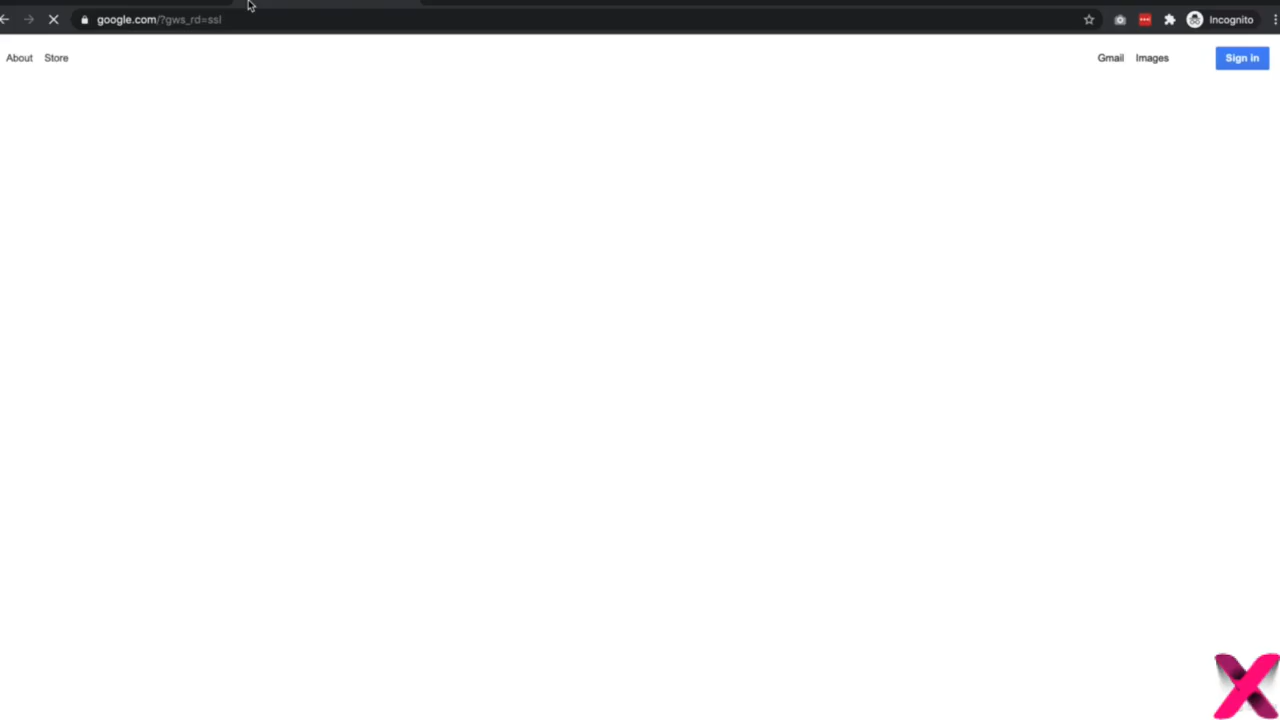 google.com/?gws_rd=ssl
Incognito
About Store
Gmail Images
Sign in
X